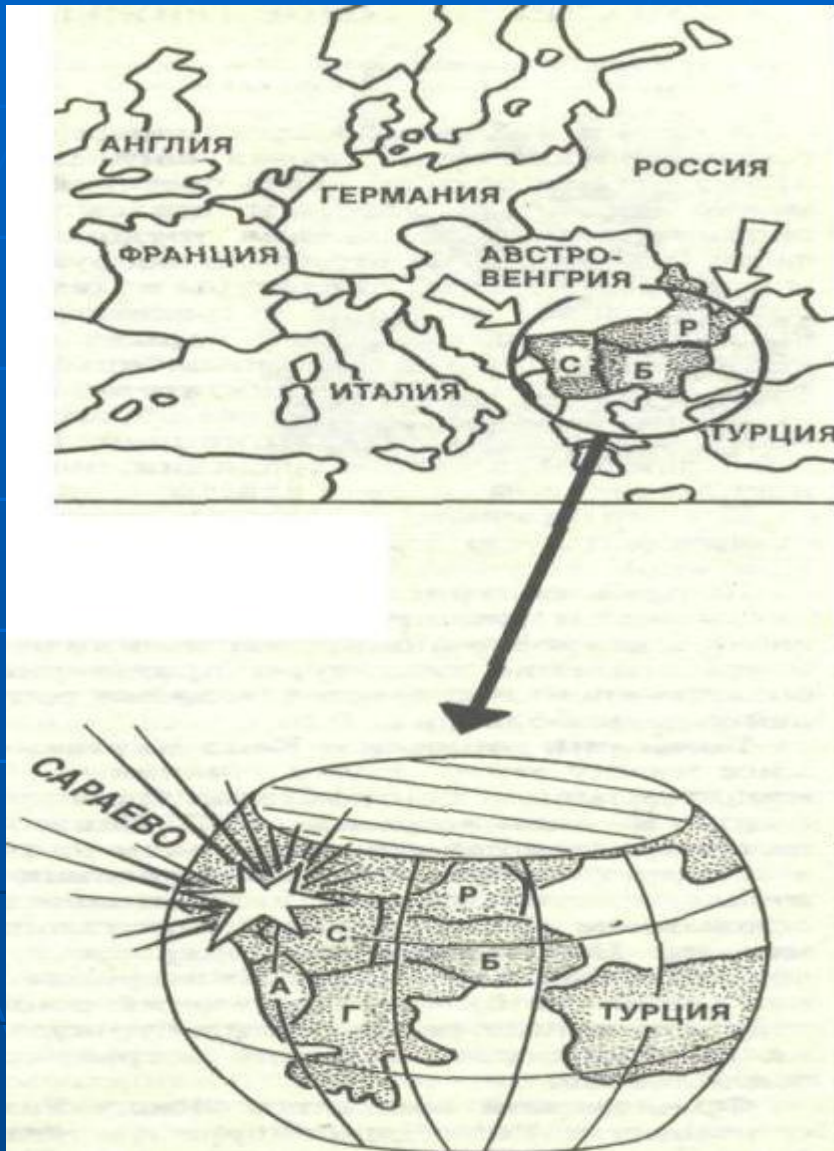 АНГЛИЯ
РОССИЯ
ГЕРМАНИЯ
ФРАНЦИЯ
АВСТРО-
ВЕНГРИЯ
Р
С
Б
ИТАЛИЯ
ТУРЦИЯ
САРАЕВО
Р
С
Б
А
Г
ТУРЦИЯ